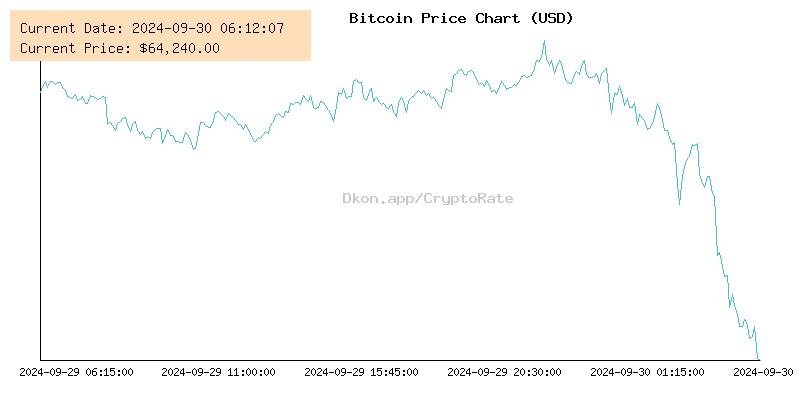 Bitcoin Price Chart (USD)
Current Date: 2024-09-30 06:12:07
Current Price: $64,240.00
Dkon.app/CryptoRate
2024-09-29 06:15:00
2024-09-29 11:00:00
2024-09-29 15:45:00
2024-09-29 20:30:00
2024-09-30 01:15:00
2024-09-30